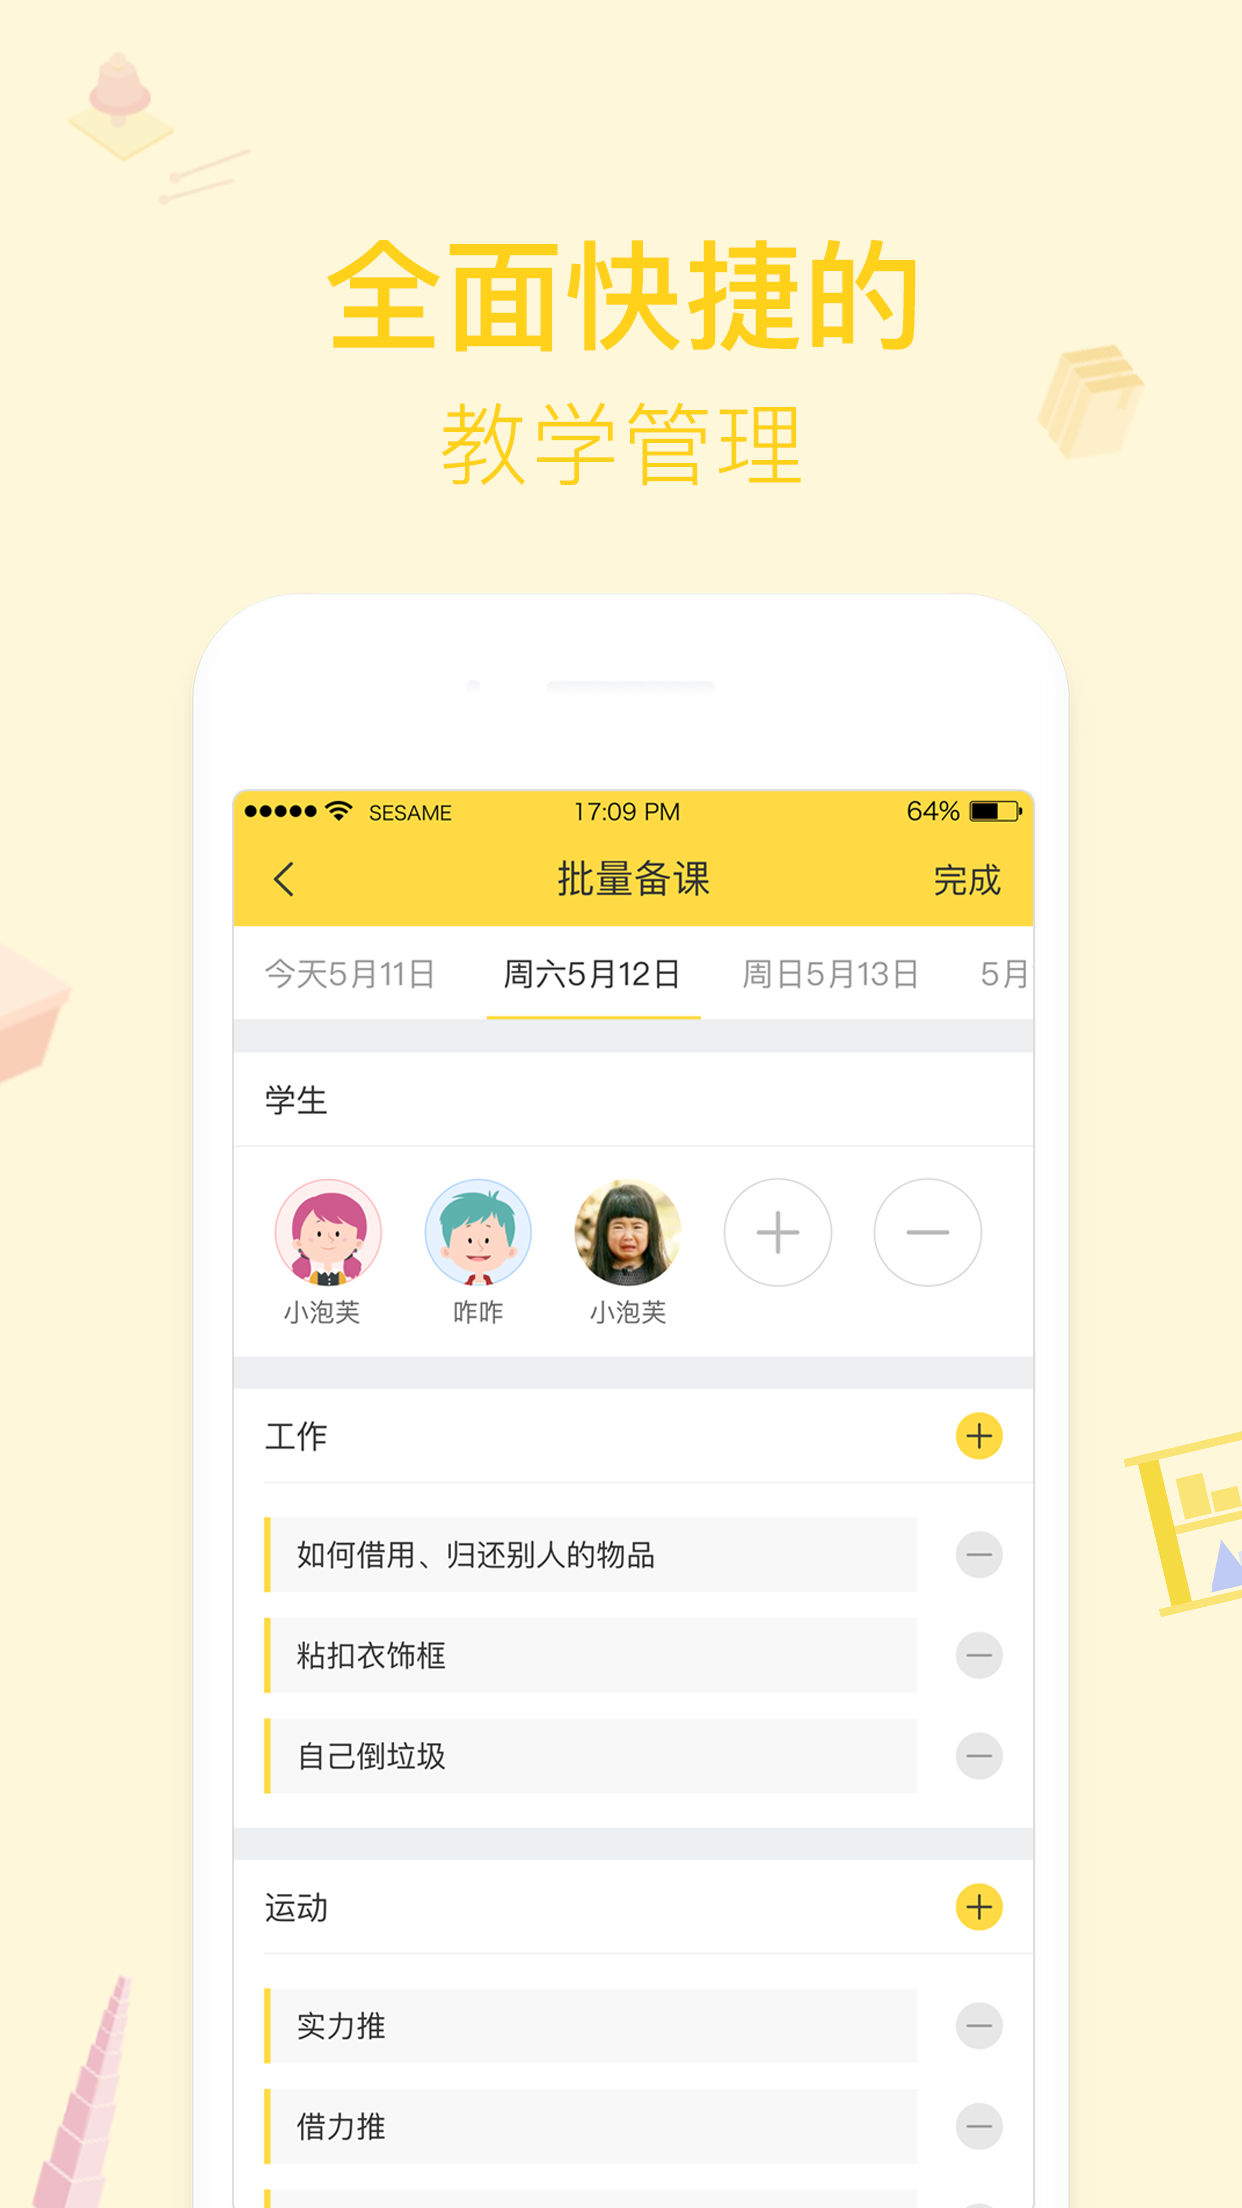 全面快捷的
教学管理
SESAME 17:09 PM 64%
批量备课 完成
今天5月11日 周六5月12日 周日5月13日 5月
学生
小泡芙 咋咋 小泡芙
工作
如何借用、归还别人的物品
粘扣衣饰框
自己倒垃圾
运动
实力推
借力推